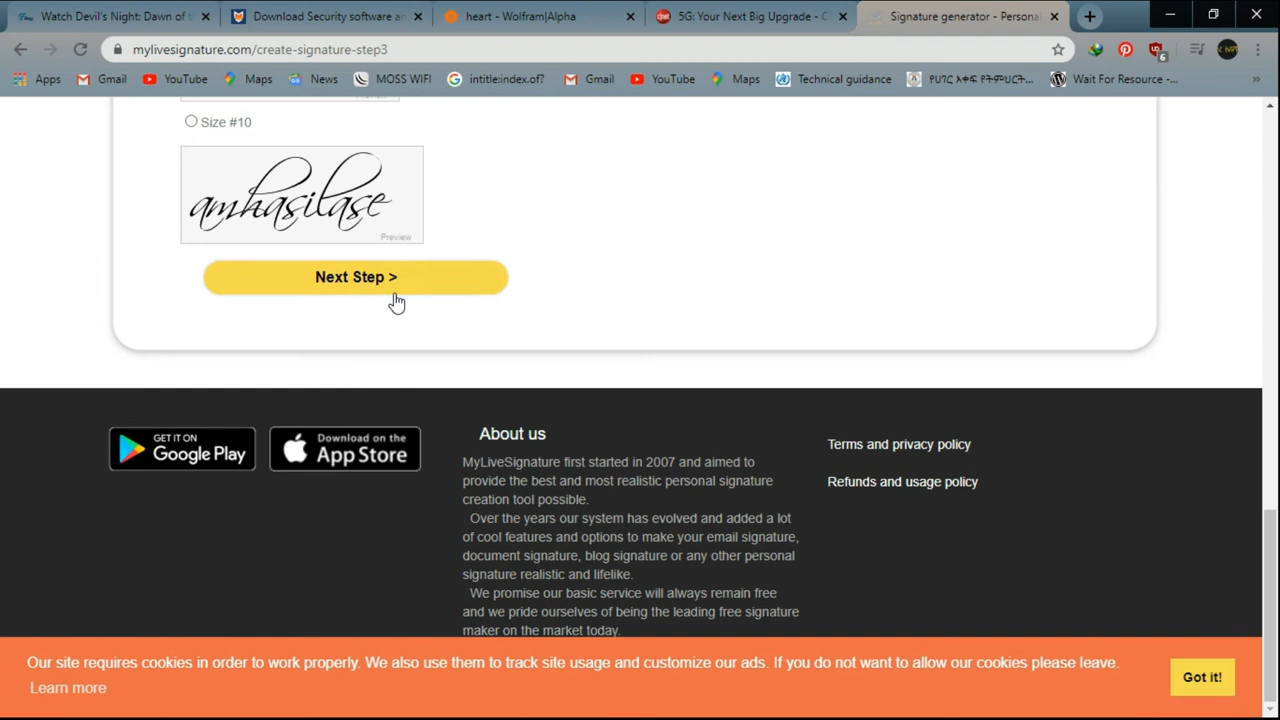 Watch Devil's Night: Dawn of t
Download Security software an
heart - Wolfram|Alpha
5G: Your Next Big Upgrade - C
Signature generator - Personal
mylivesignature.com/create-signature-step3
6
Apps
Gmail
YouTube
Maps
News
MOSS WIFI
intitle:index.of?
Gmail
YouTube
Maps
Technical guidance
Wait For Resource -...
»
Size #10
amhasilase
Preview
Next Step >
GET IT ON
Google Play
Download on the
App Store
About us
MyLiveSignature first started in 2007 and aimed to
provide the best and most realistic personal signature
creation tool possible.
Over the years our system has evolved and added a lot
of cool features and options to make your email signature,
document signature, blog signature or any other personal
signature realistic and lifelike.
We promise our basic service will always remain free
and we pride ourselves of being the leading free signature
maker on the market today.
Terms and privacy policy
Refunds and usage policy
Our site requires cookies in order to work properly. We also use them to track site usage and customize our ads. If you do not want to allow our cookies please leave.
Learn more
Got it!